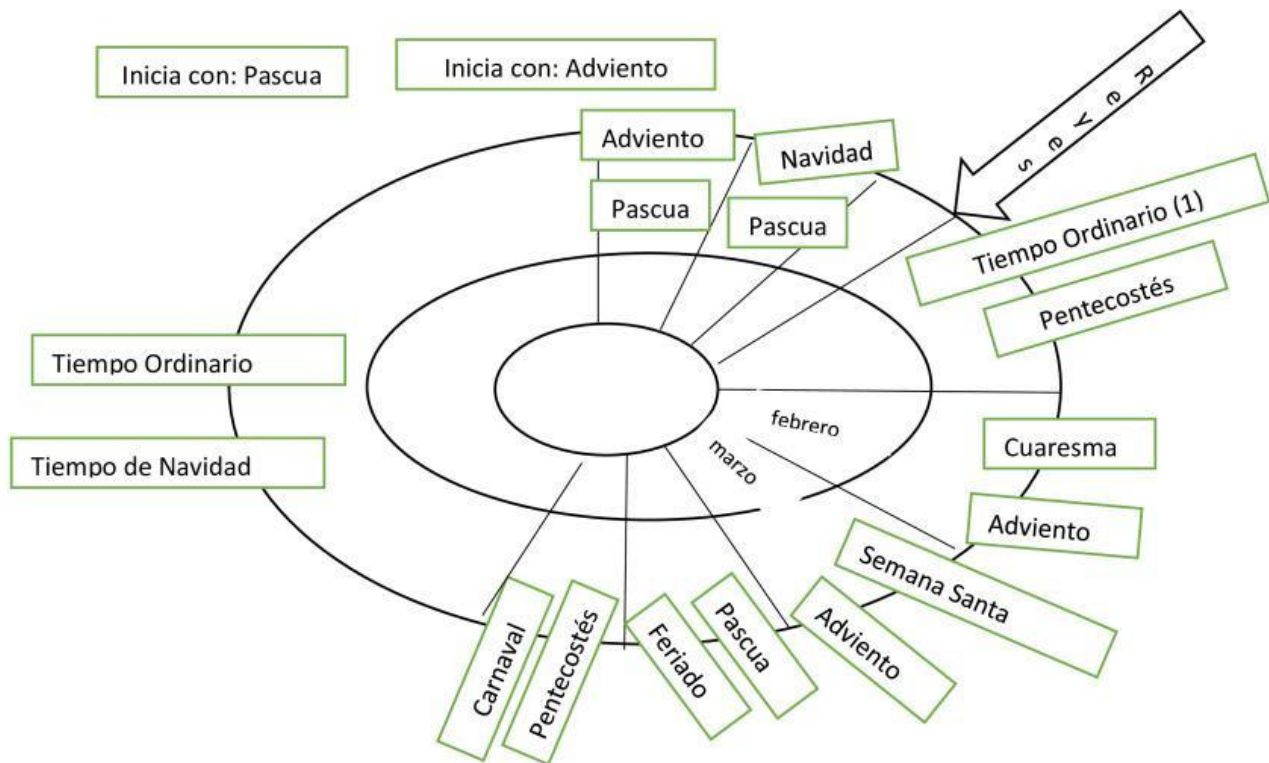 Inicia con: Pascua
Inicia con: Adviento
Reyes
Adviento
Navidad
Pascua
Pascua
Tiempo Ordinario (1)
Pentecostés
Tiempo Ordinario
Tiempo de Navidad
febrero
marzo
Cuaresma
Adviento
Semana Santa
Adviento
Pascua
Feriado
Pentecostés
Carnaval